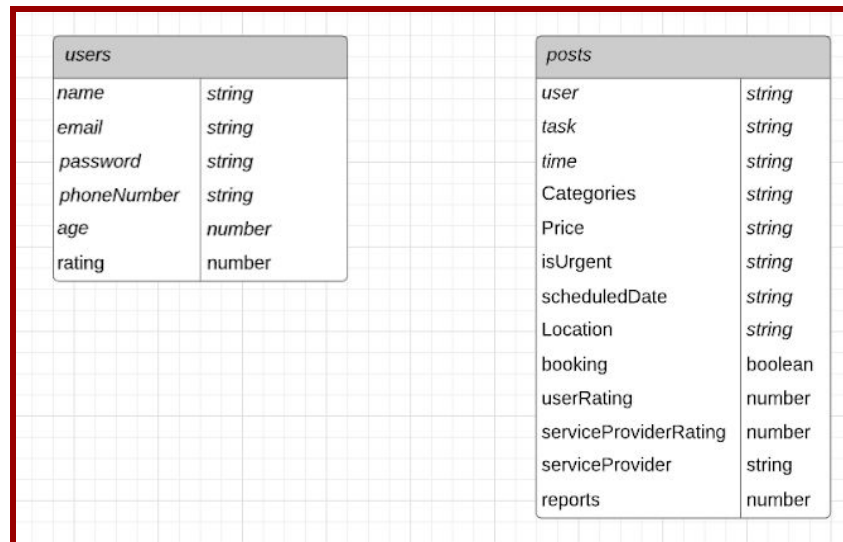 users
name string
email string
password string
phoneNumber string
age number
rating number
posts
user string
task string
time string
Categories string
Price string
isUrgent string
scheduledDate string
Location string
booking boolean
userRating number
serviceProviderRating number
serviceProvider string
reports number